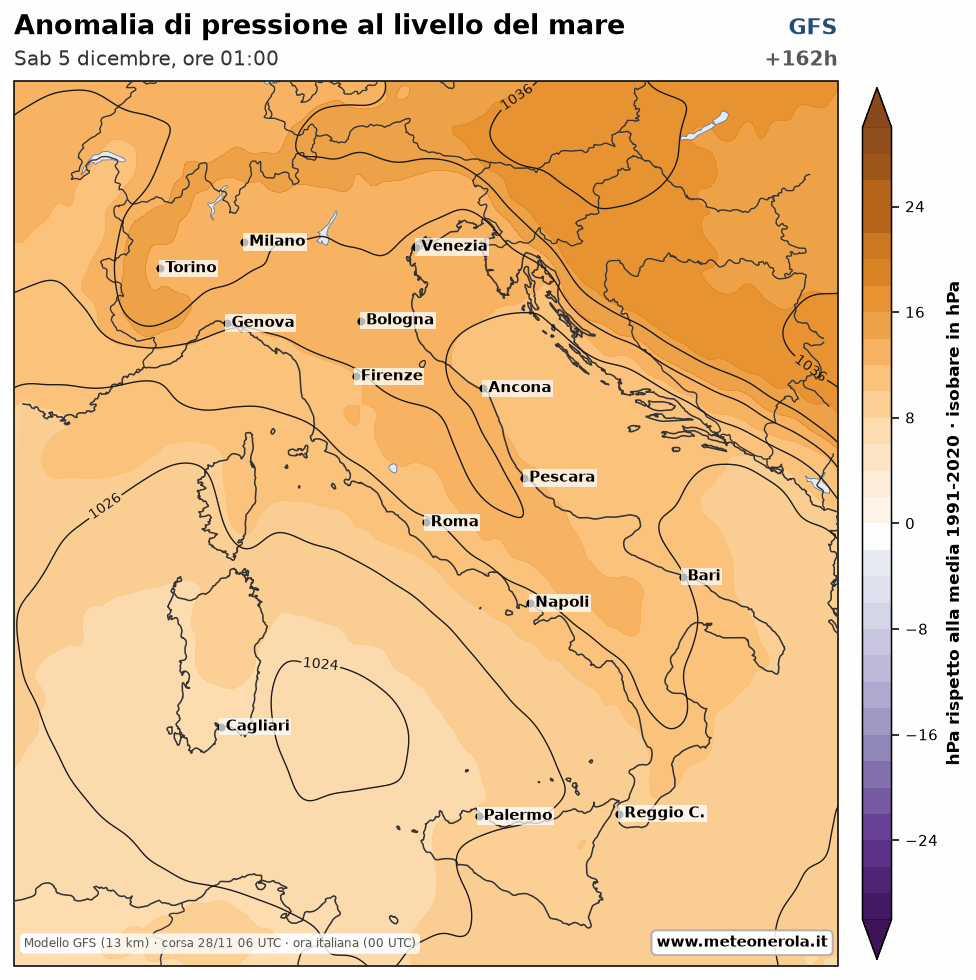 Anomalia di pressione al livello del mare
GFS
Sab 5 dicembre, ore 01:00
+162h
1036
Milano
Venezia
Torino
Genova
Bologna
1036
Firenze
Ancona
Pescara
1026
Roma
Bari
Napoli
1024
Cagliari
Palermo
Reggio C.
24
16
8
0
−8
−16
−24
hPa rispetto alla media 1991-2020 · isobare in hPa
Modello GFS (13 km) · corsa 28/11 06 UTC · ora italiana (00 UTC)
www.meteonerola.it